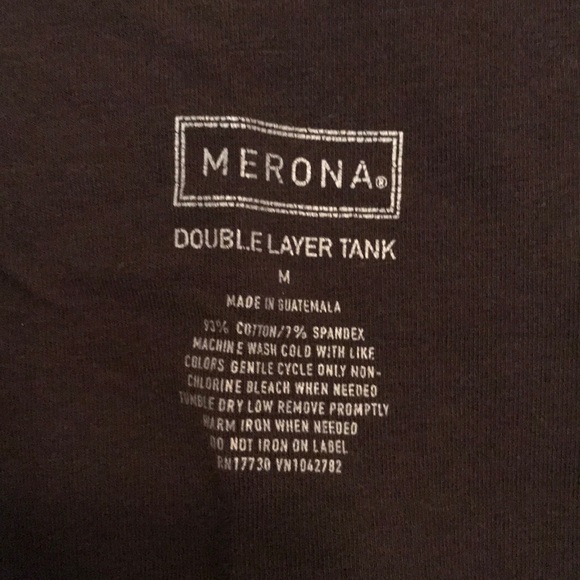 MERONA®
DOUBLE LAYER TANK
M
MADE IN GUATEMALA
93% COTTON/7% SPANDEX
MACHINE WASH COLD WITH LIKE
COLORS GENTLE CYCLE ONLY NON-
CHLORINE BLEACH WHEN NEEDED
TUMBLE DRY LOW REMOVE PROMPTLY
WARM IRON WHEN NEEDED
DO NOT IRON ON LABEL
RN17730 VN1042782